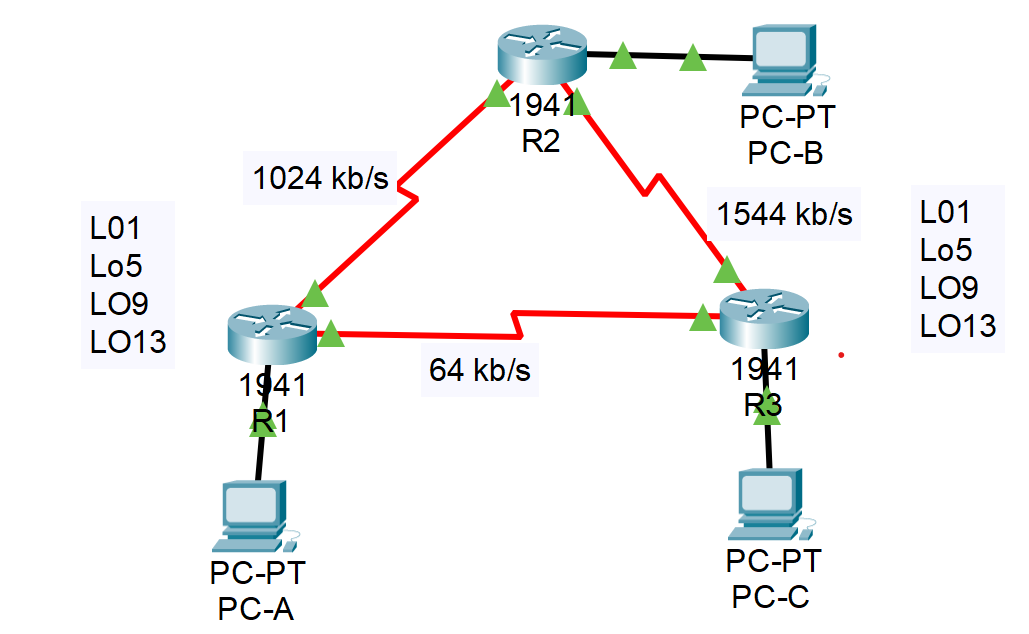 PC-PT
PC-B
1941
R2
1024 kb/s
1544 kb/s
L01
Lo5
LO9
LO13
L01
Lo5
LO9
LO13
64 kb/s
1941
R1
1941
R3
PC-PT
PC-A
PC-PT
PC-C